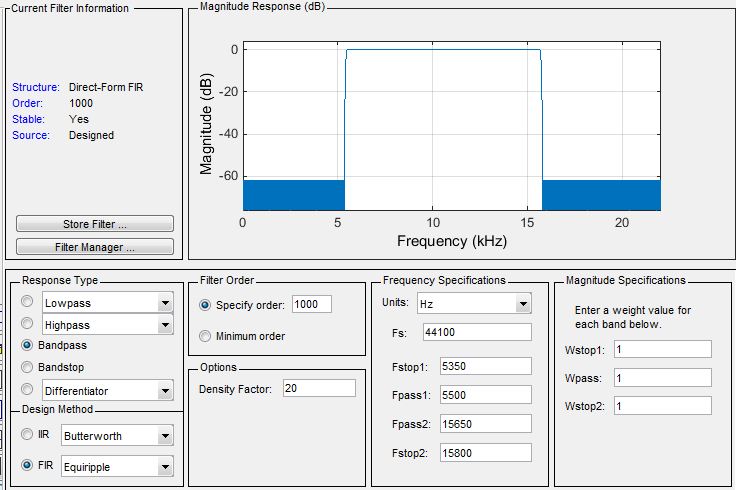 Current Filter Information
Structure: Direct-Form FIR
Order: 1000
Stable: Yes
Source: Designed
Store Filter ...
Filter Manager ...
Magnitude Response (dB)
Magnitude (dB)
0
-20
-40
-60
0 5 10 15 20
Frequency (kHz)
Response Type
Lowpass
Highpass
Bandpass
Bandstop
Differentiator
Design Method
IIR Butterworth
FIR Equiripple
Filter Order
Specify order: 1000
Minimum order
Options
Density Factor: 20
Frequency Specifications
Units: Hz
Fs: 44100
Fstop1: 5350
Fpass1: 5500
Fpass2: 15650
Fstop2: 15800
Magnitude Specifications
Enter a weight value for
each band below.
Wstop1: 1
Wpass: 1
Wstop2: 1